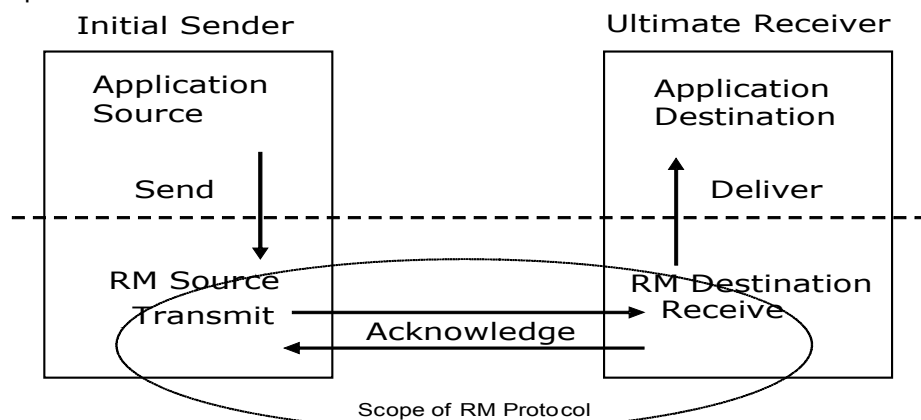 Initial Sender
Ultimate Receiver
Application
Source
Application
Destination
Send
Deliver
RM Source
Transmit
RM Destination
Receive
Acknowledge
Scope of RM Protocol